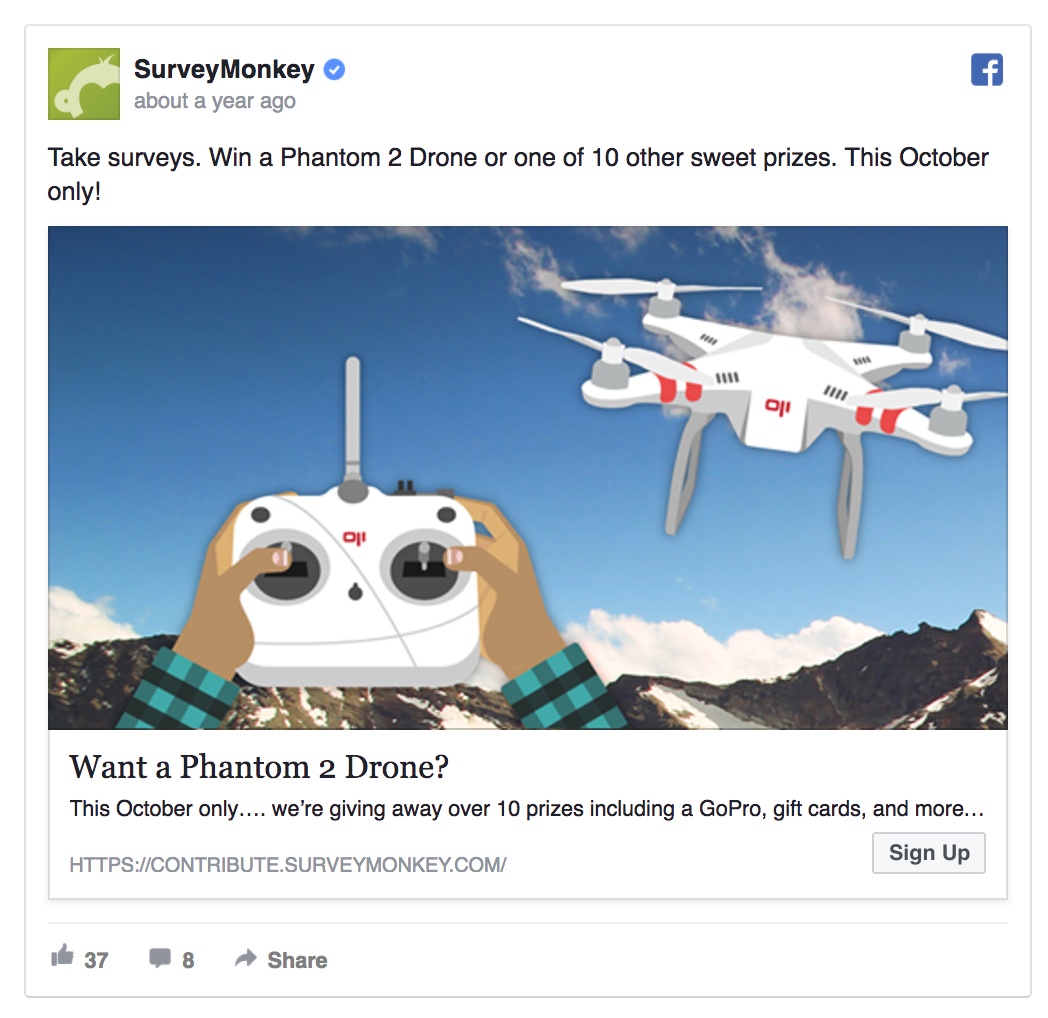 SurveyMonkey
about a year ago
Take surveys. Win a Phantom 2 Drone or one of 10 other sweet prizes. This October
only!
OJI
OJI
Want a Phantom 2 Drone?
This October only…. we're giving away over 10 prizes including a GoPro, gift cards, and more…
HTTPS://CONTRIBUTE.SURVEYMONKEY.COM/
Sign Up
37 8 Share